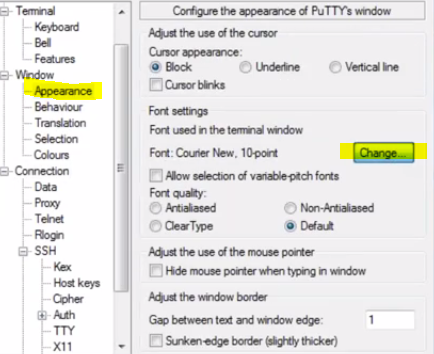 Terminal
Keyboard
Bell
Features
Window
Appearance
Behaviour
Translation
Selection
Colours
Connection
Data
Proxy
Telnet
Rlogin
SSH
Kex
Host keys
Cipher
Auth
TTY
X11
Configure the appearance of PuTTY's window
Adjust the use of the cursor
Cursor appearance:
Block Underline Vertical line
Cursor blinks
Font settings
Font used in the terminal window
Font: Courier New, 10-point Change...
Allow selection of variable-pitch fonts
Font quality:
Antialiased Non-Antialiased
ClearType Default
Adjust the use of the mouse pointer
Hide mouse pointer when typing in window
Adjust the window border
Gap between text and window edge: 1
Sunken-edge border (slightly thicker)